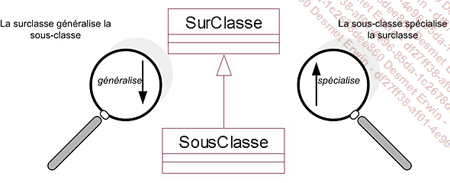 La surclasse généralise la
sous-classe
SurClasse
La sous-classe spécialise
la surclasse
généralise
spécialise
SousClasse